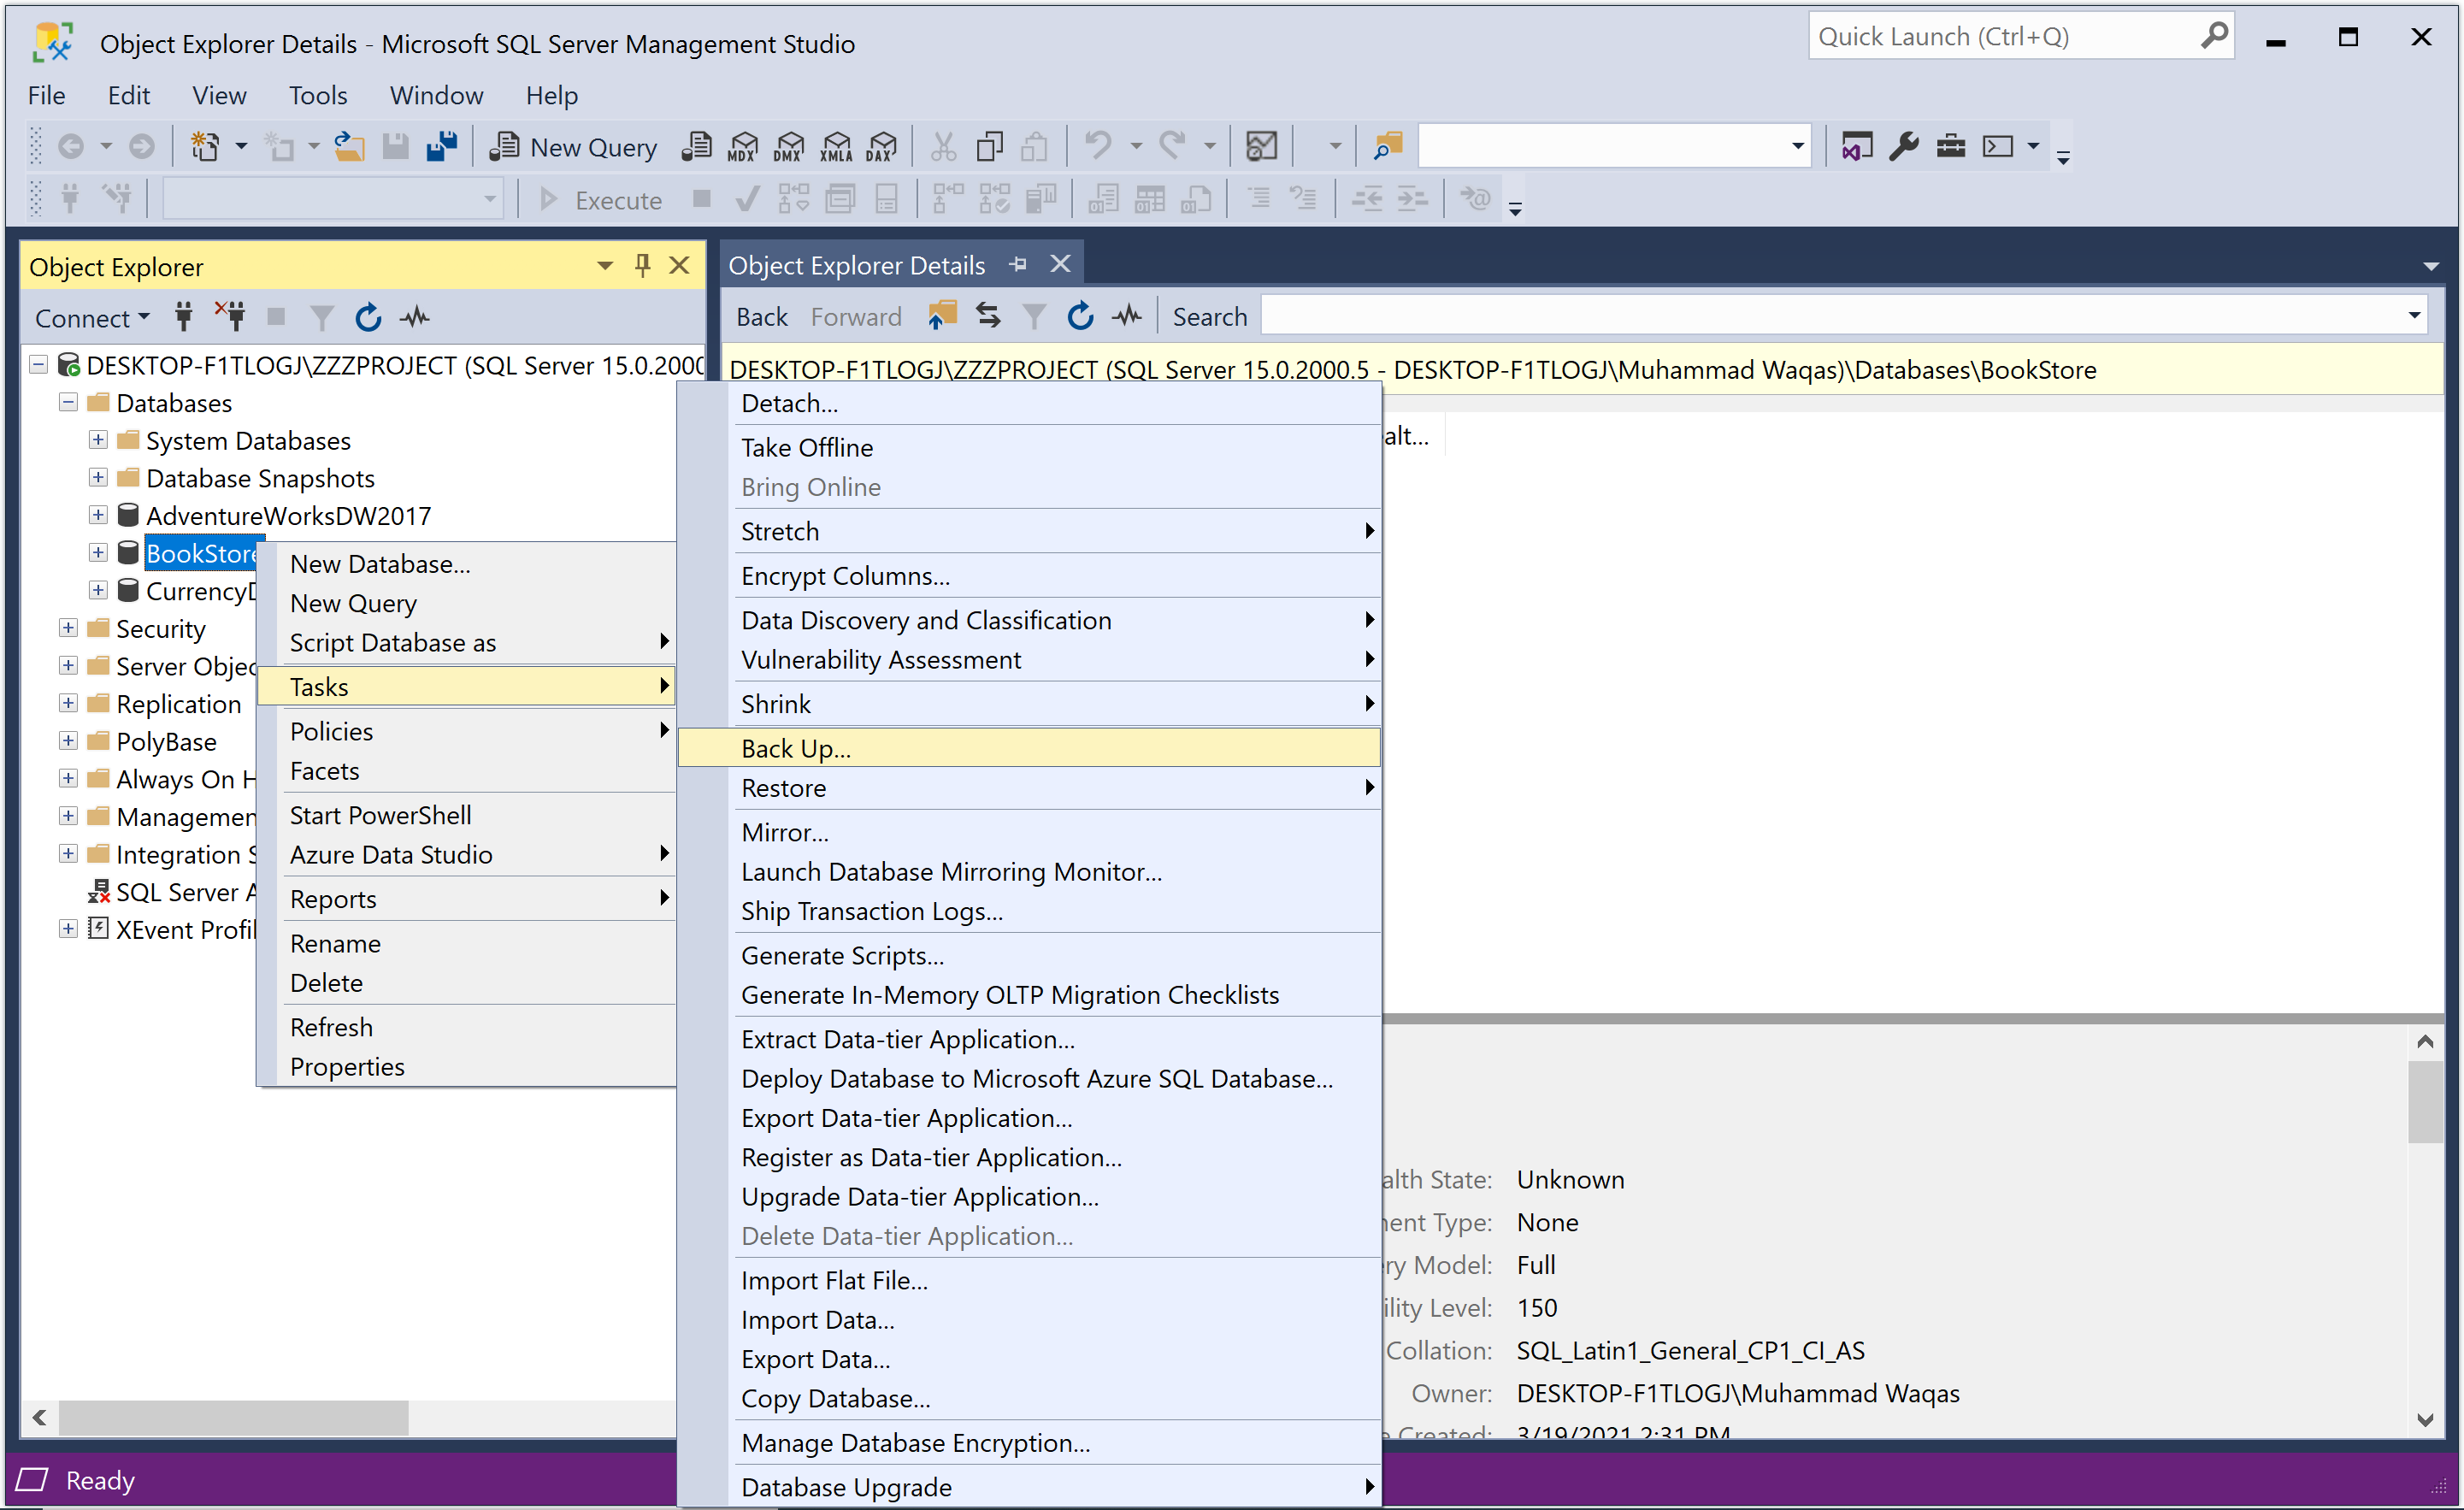 Object Explorer Details - Microsoft SQL Server Management Studio
Quick Launch (Ctrl+Q)
File Edit View Tools Window Help
New Query
MDX DMX XMLA DAX
Execute
Object Explorer
Connect
DESKTOP-F1TLOGJ\ZZZPROJECT (SQL Server 15.0.2000
Databases
System Databases
Database Snapshots
AdventureWorksDW2017
BookStore
CurrencyD
Security
Server Objec
Replication
PolyBase
Always On H
Managemen
Integration S
SQL Server A
XEvent Profil
New Database...
New Query
Script Database as
Tasks
Policies
Facets
Start PowerShell
Azure Data Studio
Reports
Rename
Delete
Refresh
Properties
Object Explorer Details
Back Forward Search
DESKTOP-F1TLOGJ\ZZZPROJECT (SQL Server 15.0.2000.5 - DESKTOP-F1TLOGJ\Muhammad Waqas)\Databases\BookStore
Detach...
Take Offline
Bring Online
Stretch
Encrypt Columns...
Data Discovery and Classification
Vulnerability Assessment
Shrink
Back Up...
Restore
Mirror...
Launch Database Mirroring Monitor...
Ship Transaction Logs...
Generate Scripts...
Generate In-Memory OLTP Migration Checklists
Extract Data-tier Application...
Deploy Database to Microsoft Azure SQL Database...
Export Data-tier Application...
Register as Data-tier Application...
Upgrade Data-tier Application...
Delete Data-tier Application...
Import Flat File...
Import Data...
Export Data...
Copy Database...
Manage Database Encryption...
Database Upgrade
alt...
alth State: Unknown
ent Type: None
ry Model: Full
ility Level: 150
Collation: SQL_Latin1_General_CP1_CI_AS
Owner: DESKTOP-F1TLOGJ\Muhammad Waqas
e Created: 3/19/2021 2:31 PM
Ready